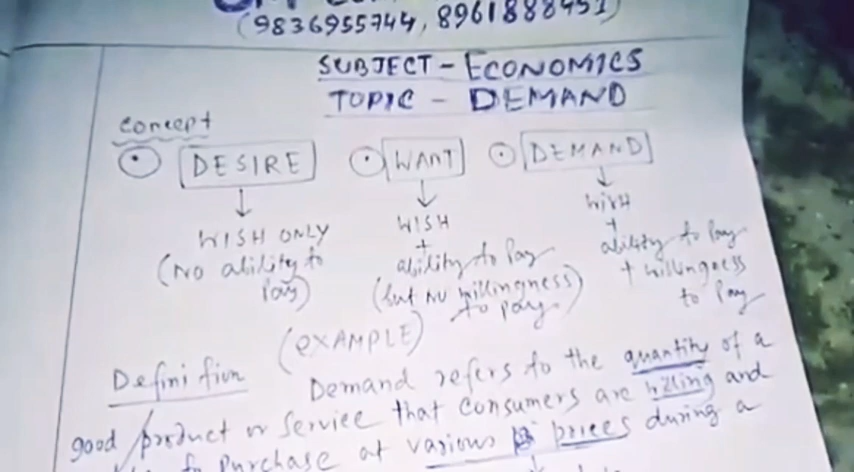 (9836955744, 8961888451)
SUBJECT - ECONOMICS
TOPIC - DEMAND
Concept
DESIRE WANT DEMAND
WISH ONLY
(No ability to Pay)
WISH
+
ability to Pay
(but NO willingness to pay.
wish
+
ability to Pay
+ willingness
to Pay
(EXAMPLE)
Definition Demand refers to the quantity of a
good/product or Service that consumers are willing and
to purchase at various prices during a